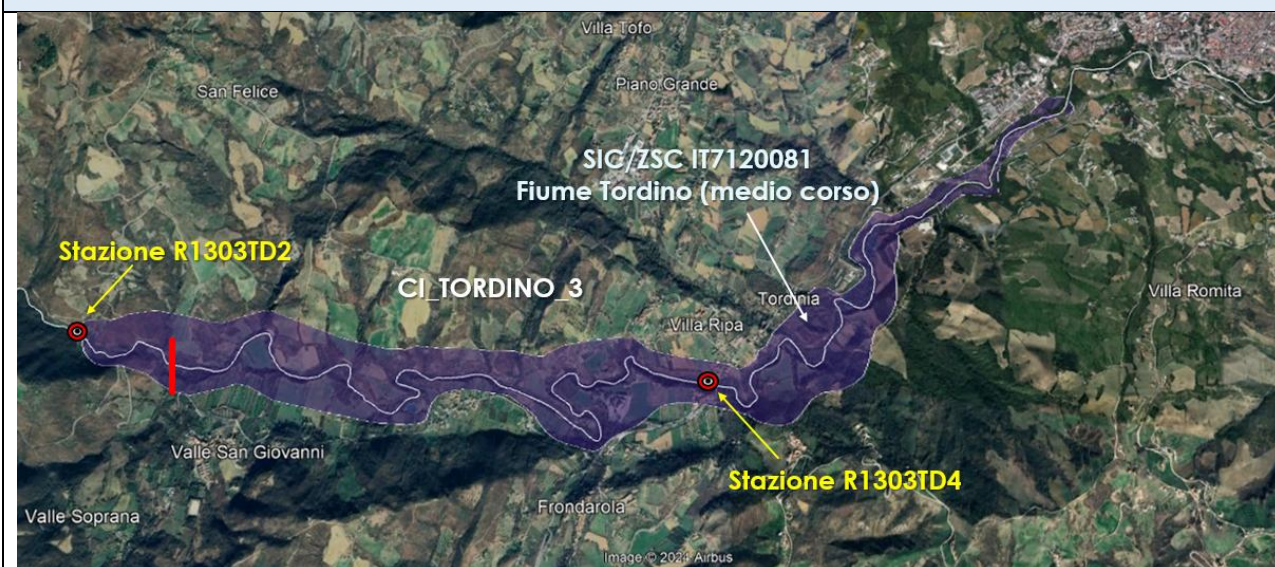 Villa Tofo
San Felice
Piano Grande
SIC/ZSC IT7120081
Fiume Tordino (medio corso)
Stazione R1303TD2
CI_TORDINO_3
Tordinia
Villa Romita
Villa Ripa
Valle San Giovanni
Stazione R1303TD4
Valle Soprana
Frondarola
Image © 2024 Airbus